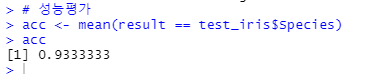 > # 성능평가
> acc <- mean(result == test_iris$Species)
> acc
[1] 0.9333333
>